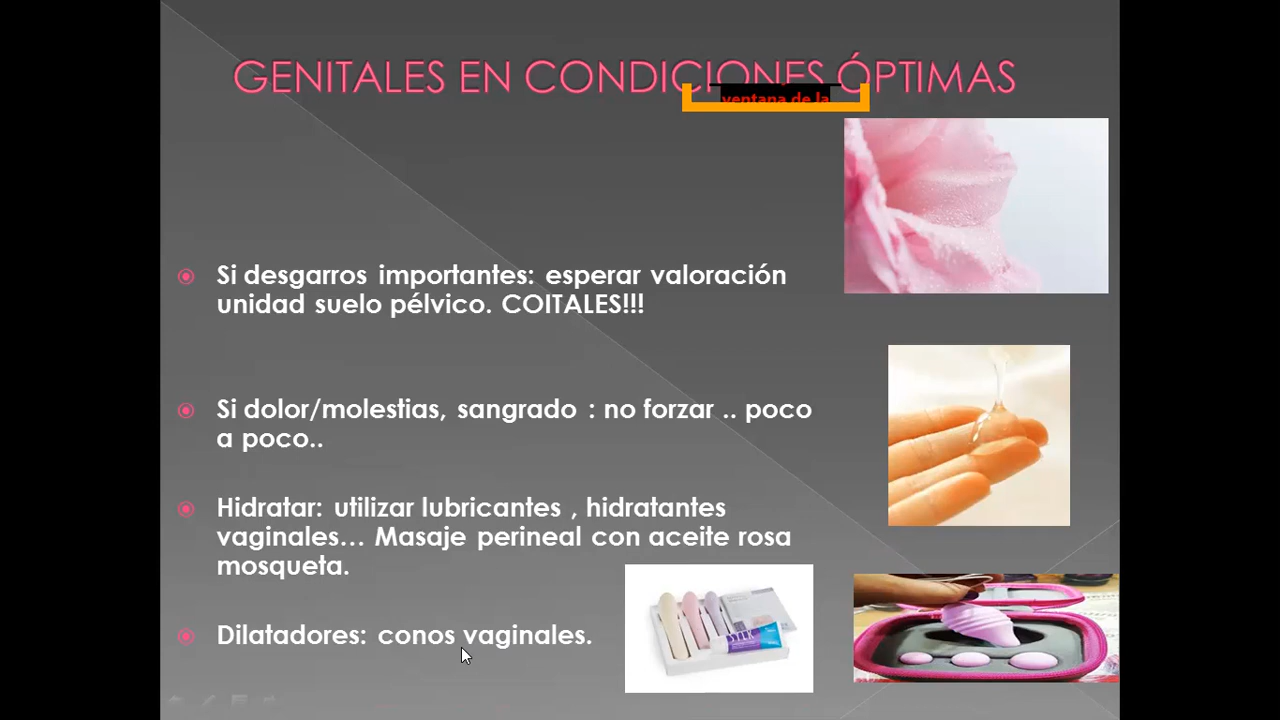 GENITALES EN CONDICIONES ÓPTIMAS
ventana de la
Si desgarros importantes: esperar valoración
unidad suelo pélvico. COITALES!!!
Si dolor/molestias, sangrado : no forzar .. poco
a poco..
Hidratar: utilizar lubricantes , hidratantes
vaginales... Masaje perineal con aceite rosa
mosqueta.
Dilatadores: conos vaginales.